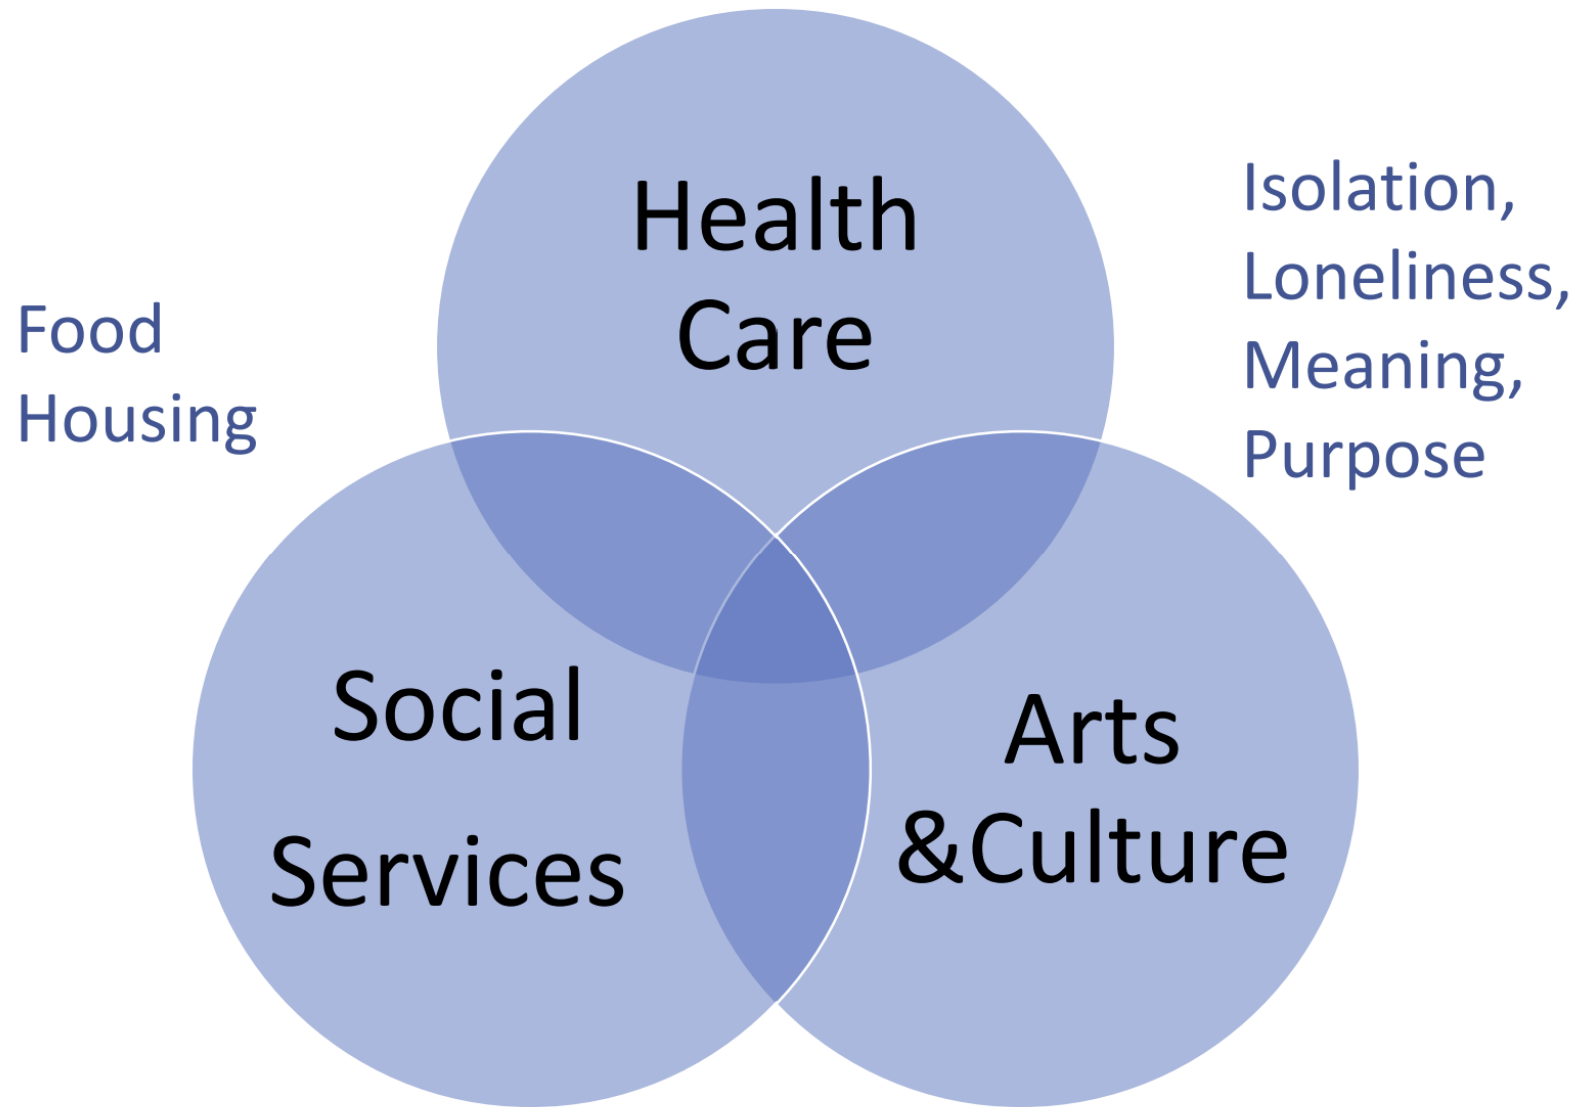 Health
Care
Food
Housing
Isolation,
Loneliness,
Meaning,
Purpose
Social
Services
Arts
&Culture